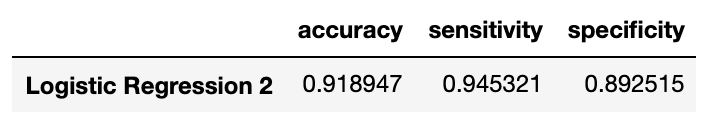 accuracy sensitivity specificity
Logistic Regression 2 0.918947 0.945321 0.892515